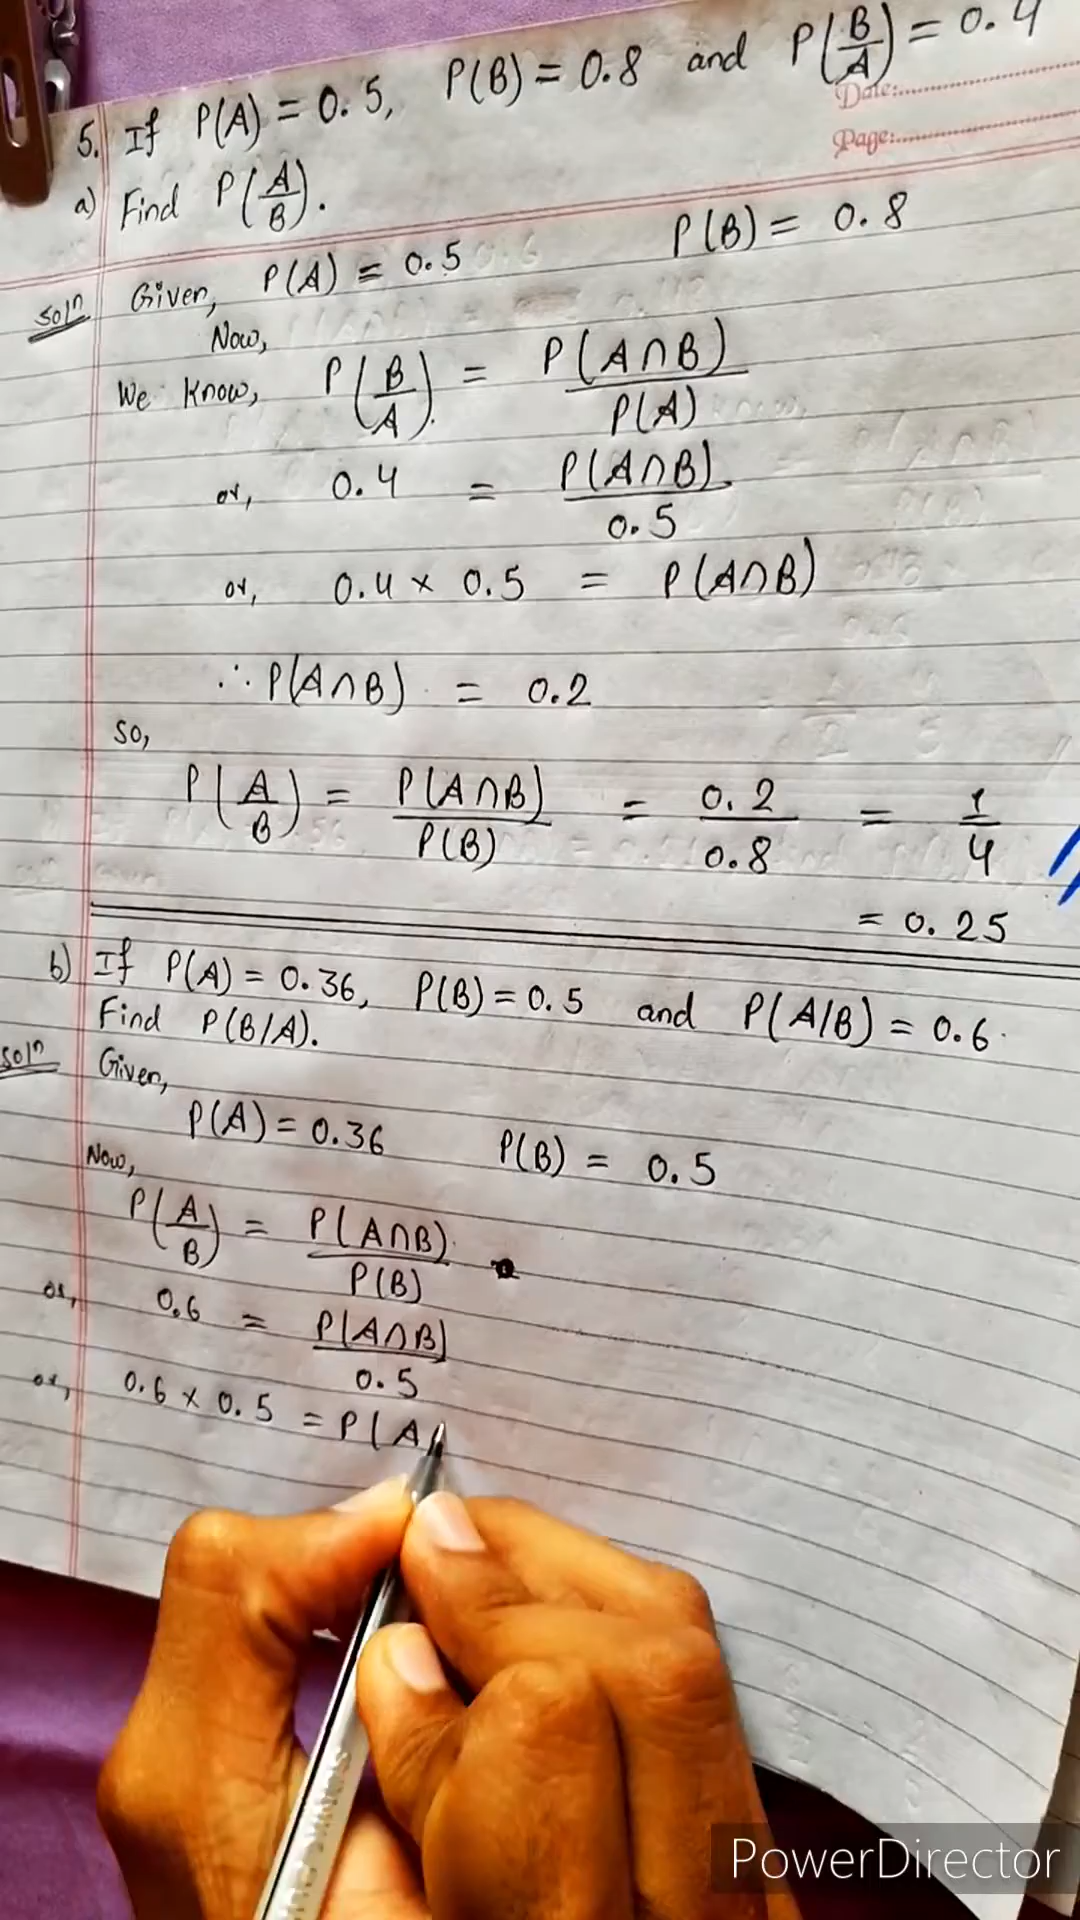 5. If P(A) = 0.5, P(B) = 0.8 and P(B/A) = 0.4
Date:
Page:
a) Find P(A/B).
Soln Given, P(A) = 0.5 P(B) = 0.8
Now,
We know, P(B/A) = P(A∩B)/P(A)
or, 0.4 = P(A∩B)/0.5
or, 0.4 × 0.5 = P(A∩B)
∴ P(A∩B) = 0.2
So,
P(A/B) = P(A∩B)/P(B) = 0.2/0.8 = 1/4
= 0.25
b) If P(A) = 0.36, P(B) = 0.5 and P(A/B) = 0.6.
Find P(B/A).
Soln Given,
P(A) = 0.36 P(B) = 0.5
Now,
P(A/B) = P(A∩B)/P(B)
or, 0.6 = P(A∩B)/0.5
or, 0.6 × 0.5 = P(A
PowerDirector